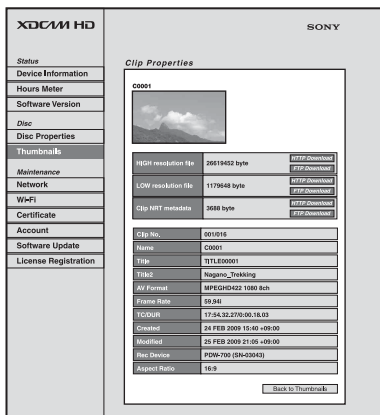 XDCAM HD
SONY
Status
Device Information
Hours Meter
Software Version
Disc
Disc Properties
Thumbnails
Maintenance
Network
Wi-Fi
Certificate
Account
Software Update
License Registration
Clip Properties
C0001
HIGH resolution file 26619452 byte HTTP Download
FTP Download
LOW resolution file 1179648 byte HTTP Download
FTP Download
Clip NRT metadata 3688 byte HTTP Download
FTP Download
Clip No. 001/016
Name C0001
Title TITLE00001
Title2 Nagano_Trekking
AV Format MPEGHD422 1080 8ch
Frame Rate 59,94i
TC/DUR 17:54.32.27/0:00.18.03
Created 24 FEB 2009 15:40 +09:00
Modified 25 FEB 2009 21:05 +09:00
Rec Device PDW-700 (SN-03043)
Aspect Ratio 16:9
Back to Thumbnails